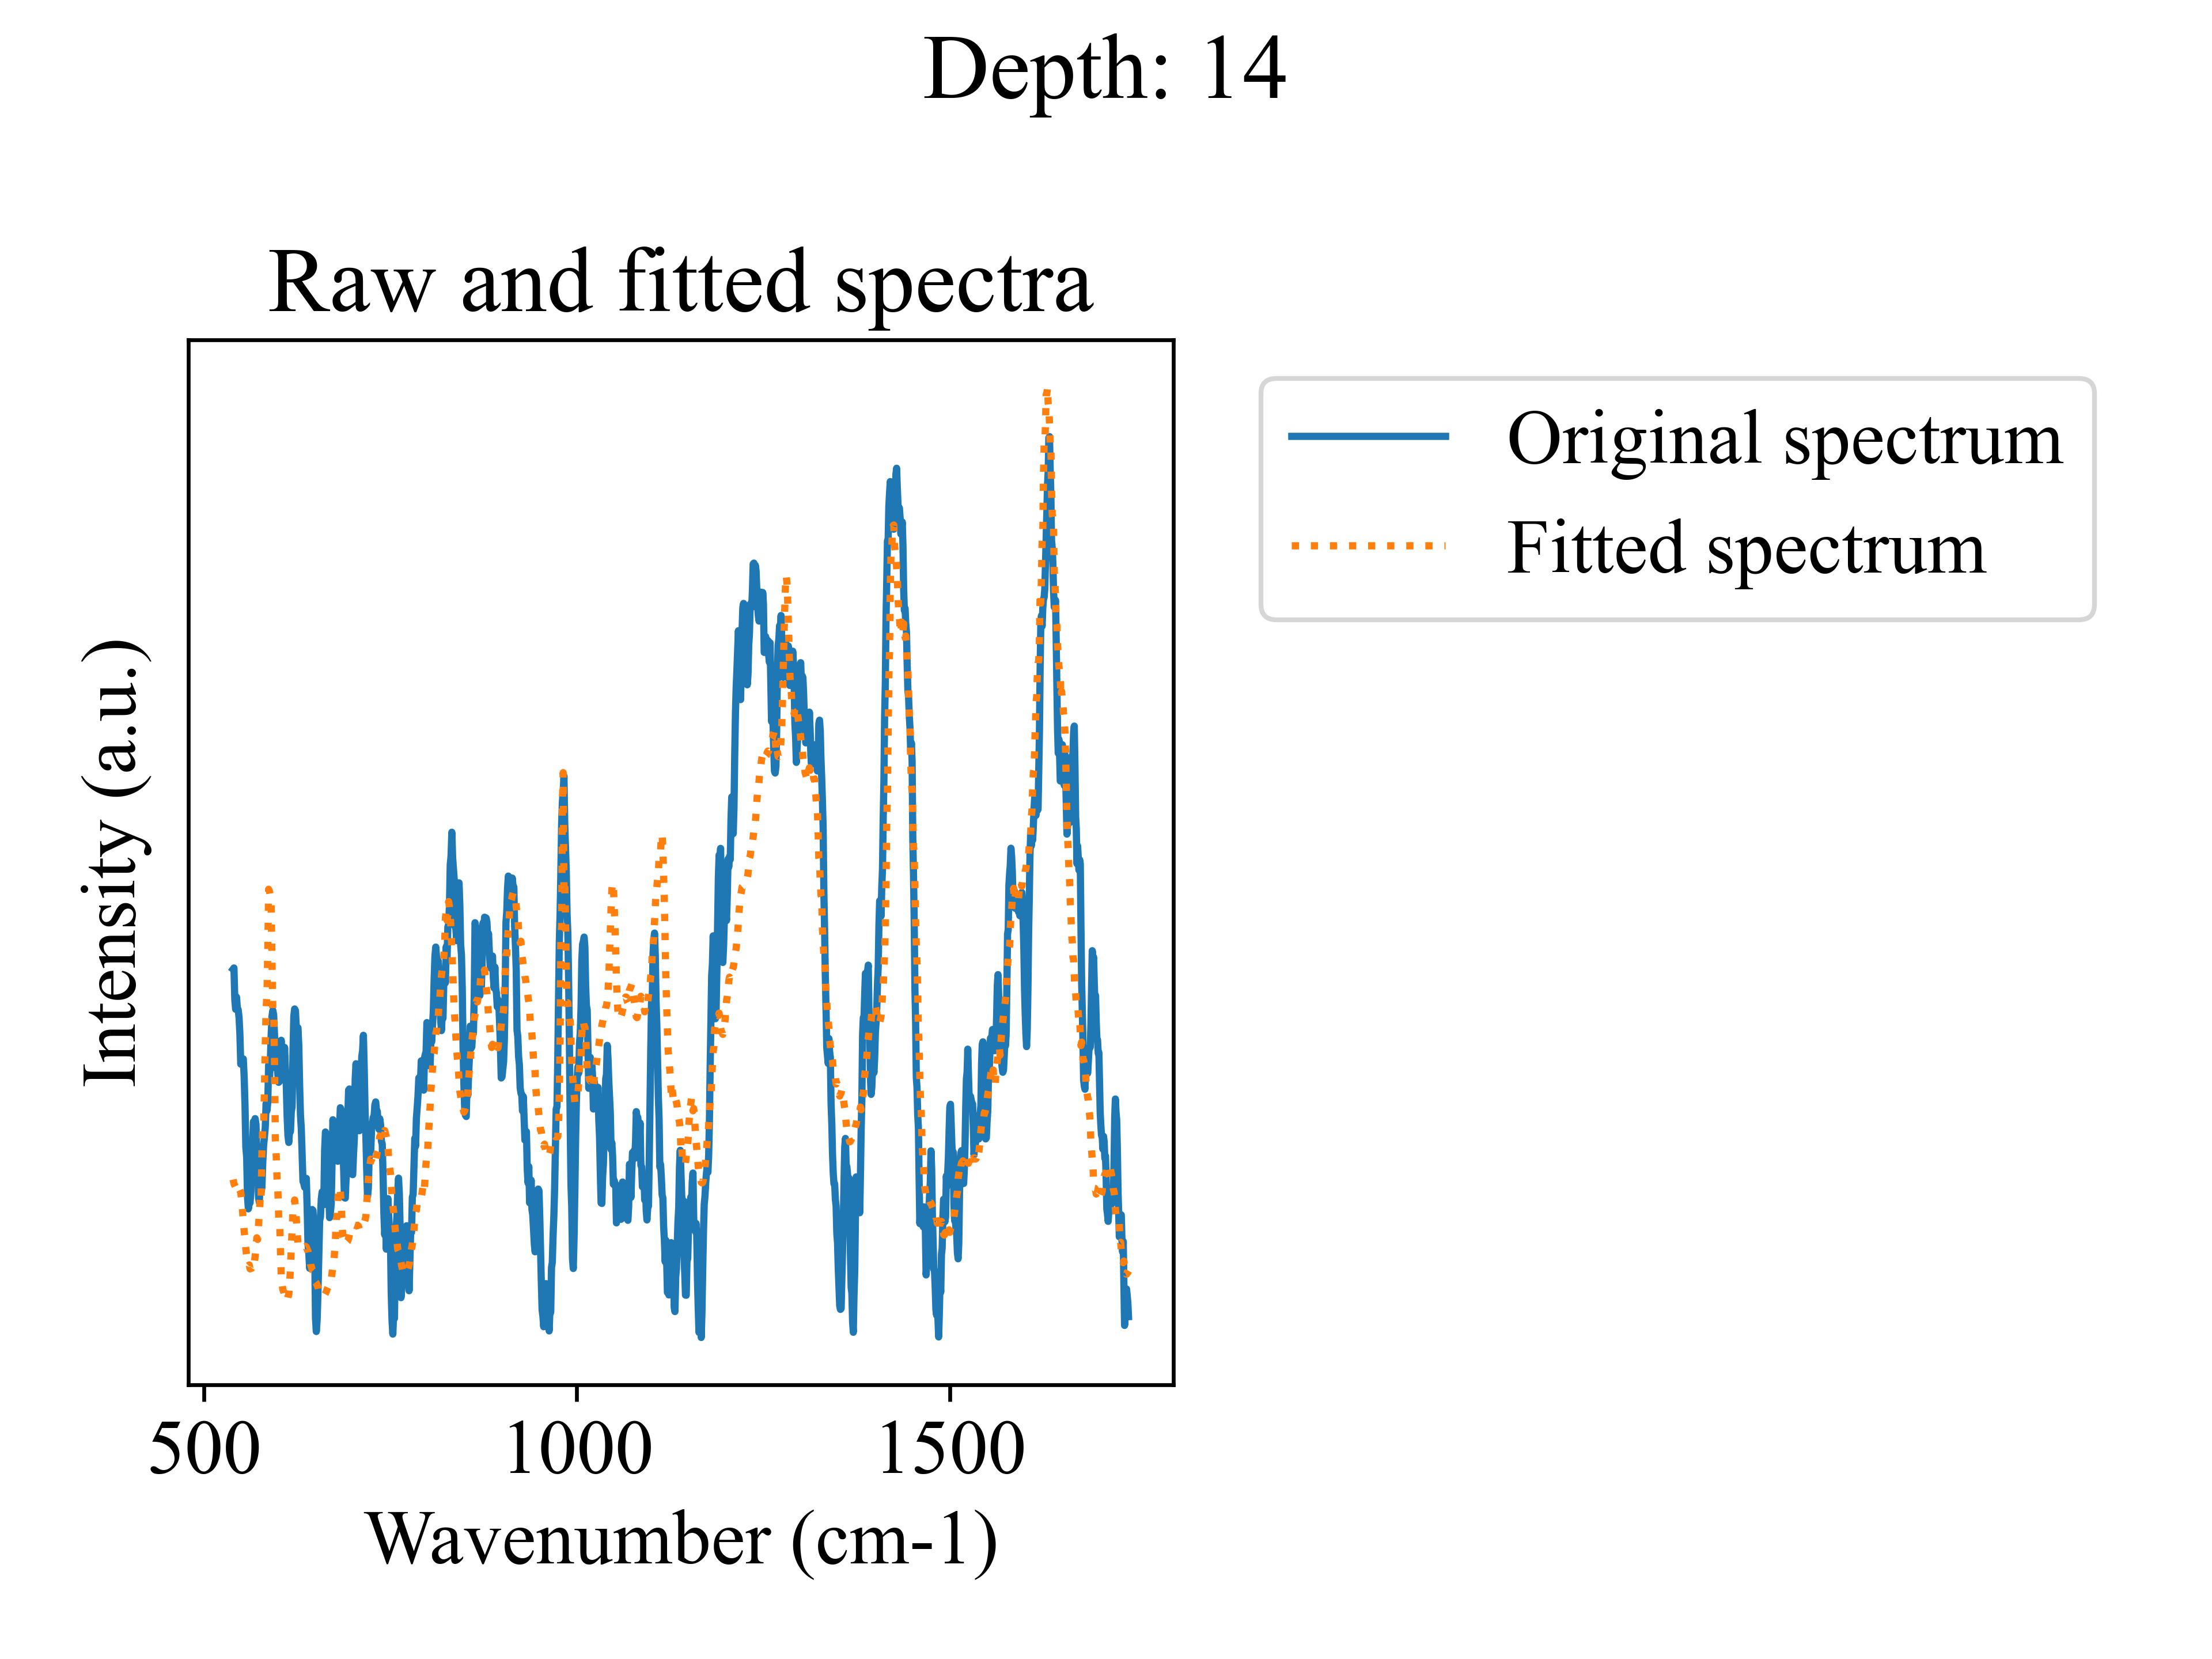 Depth: 14
Raw and fitted spectra
Original spectrum
Fitted spectrum
Intensity (a.u.)
500 1000 1500
Wavenumber (cm-1)